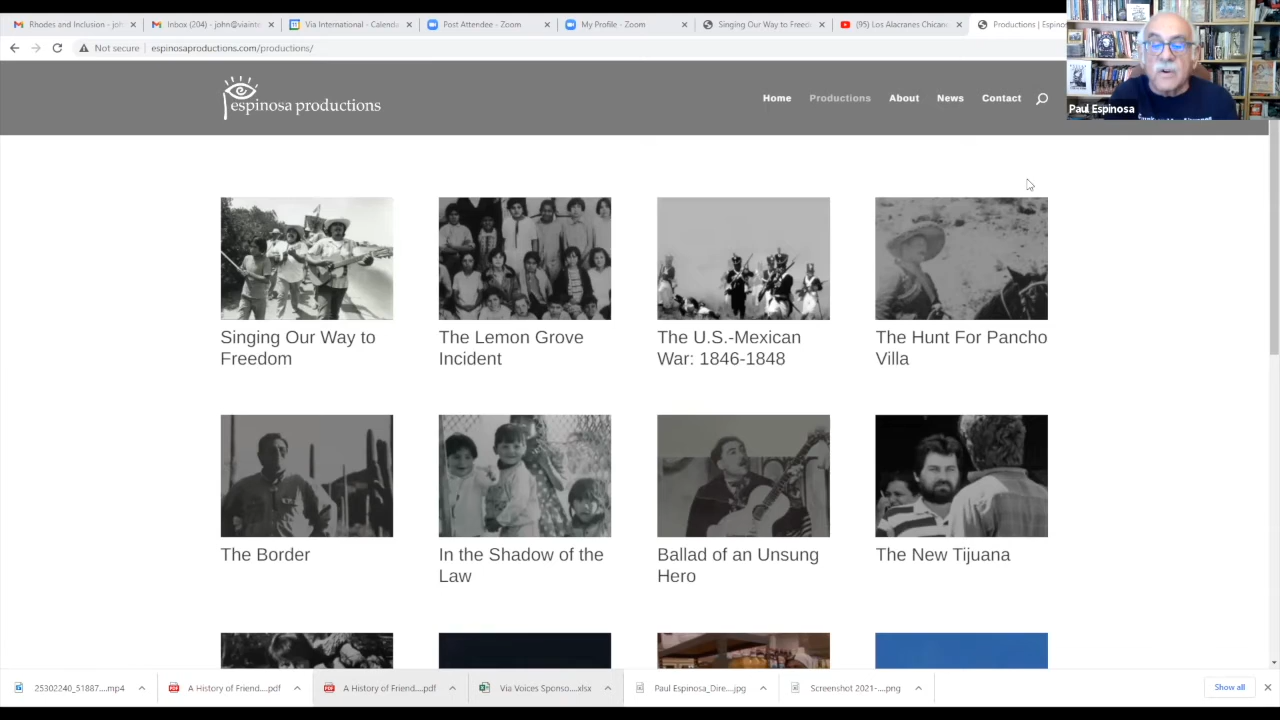 Rhodes and Inclusion - joh
Inbox (204) - john@viainte
Via International - Calenda
Post Attendee - Zoom
My Profile - Zoom
Singing Our Way to Freed
(95) Los Alacranes Chican
Productions | Espino
Not secure
espinosaproductions.com/productions/
Paul Espinosa
espinosa productions
Home
Productions
About
News
Contact
Singing Our Way to
Freedom
The Lemon Grove
Incident
The U.S.-Mexican
War: 1846-1848
The Hunt For Pancho
Villa
The Border
In the Shadow of the
Law
Ballad of an Unsung
Hero
The New Tijuana
25302240_51887....mp4
A History of Friend....pdf
A History of Friend....pdf
Via Voices Sponso....xlsx
Paul Espinosa_Dire....jpg
Screenshot 2021-....png
Show all